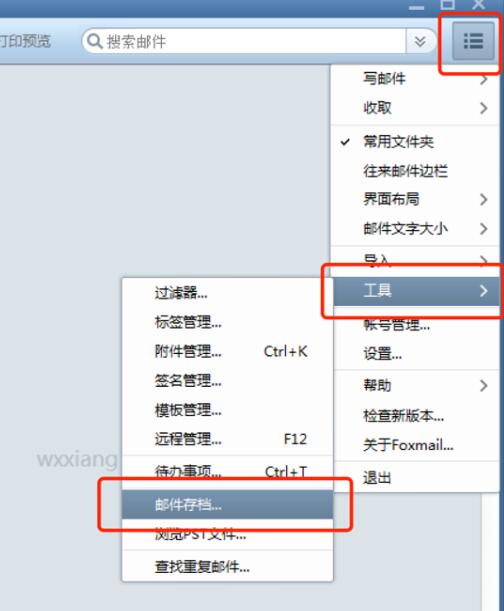 打印预览
搜索邮件
写邮件
收取
常用文件夹
往来邮件边栏
界面布局
邮件文字大小
导入
工具
帐号管理...
设置...
帮助
检查新版本...
关于Foxmail...
退出
过滤器...
标签管理...
附件管理... Ctrl+K
签名管理...
模板管理...
远程管理... F12
待办事项... Ctrl+T
邮件存档...
浏览PST文件...
查找重复邮件...
wxxiang